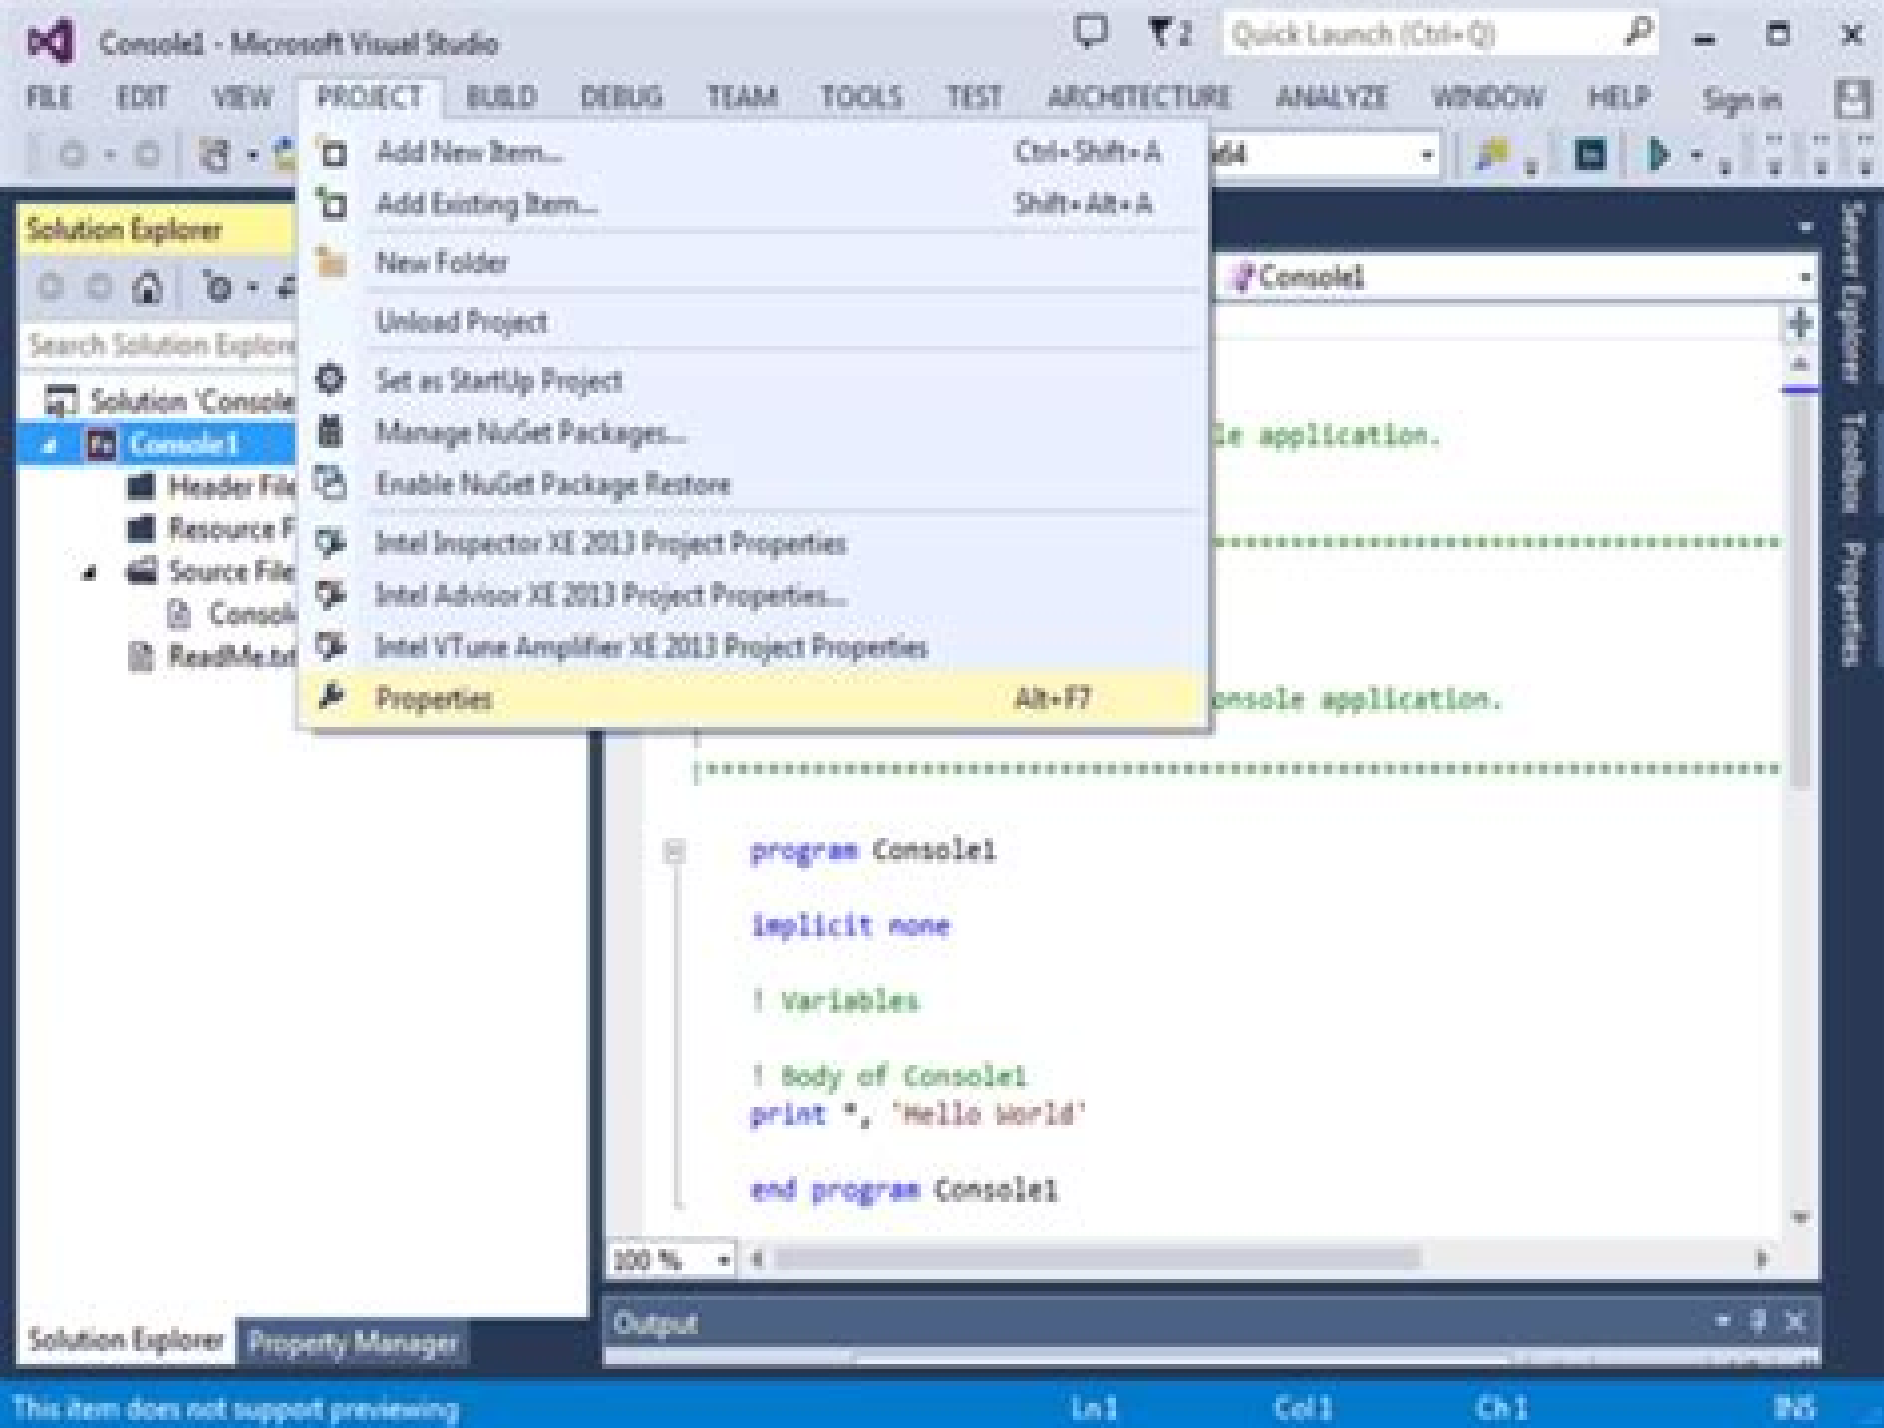 Console1 - Microsoft Visual Studio
2
Quick Launch (Ctrl+Q)
FILE EDIT VIEW PROJECT BUILD DEBUG TEAM TOOLS TEST ARCHITECTURE ANALYZE WINDOW HELP Sign in
Add New Item... Ctrl+Shift+A
x64
Add Existing Item... Shift+Alt+A
New Folder
Unload Project
Set as StartUp Project
Manage NuGet Packages...
Enable NuGet Package Restore
Intel Inspector XE 2013 Project Properties
Intel Advisor XE 2013 Project Properties...
Intel VTune Amplifier XE 2013 Project Properties
Properties Alt+F7
Solution Explorer
Search Solution Explore
Solution 'Console
Console1
Header File
Resource F
Source File
Consol
ReadMe.txt
Solution Explorer Property Manager
Console1
le application.
****************************************
onsole application.
program Console1
implicit none
! Variables
! Body of Console1
print *, 'Hello World'
end program Console1
100 %
Output
Server Explorer
Toolbox
Properties
This item does not support previewing Ln 1 Col 1 Ch 1 INS